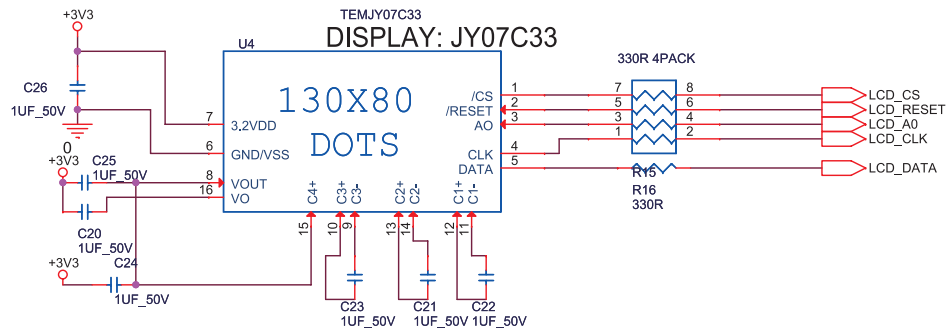 +3V3
TEMJY07C33
U4
DISPLAY: JY07C33
330R 4PACK
C26
1UF_50V
130X80
DOTS
/CS
/RESET
AO
CLK
DATA
1
2
3
4
5
7
5
3
1
8
6
4
2
LCD_CS
LCD_RESET
LCD_A0
LCD_CLK
LCD_DATA
7
3.2VDD
6
GND/VSS
0
+3V3
C25
1UF_50V
8
VOUT
16
VO
C20
1UF_50V
R15
R16
330R
C4+
C3+
C3-
C2+
C2-
C1+
C1-
15
10
9
13
14
12
11
+3V3
C24
1UF_50V
C23
1UF_50V
C21
1UF_50V
C22
1UF_50V